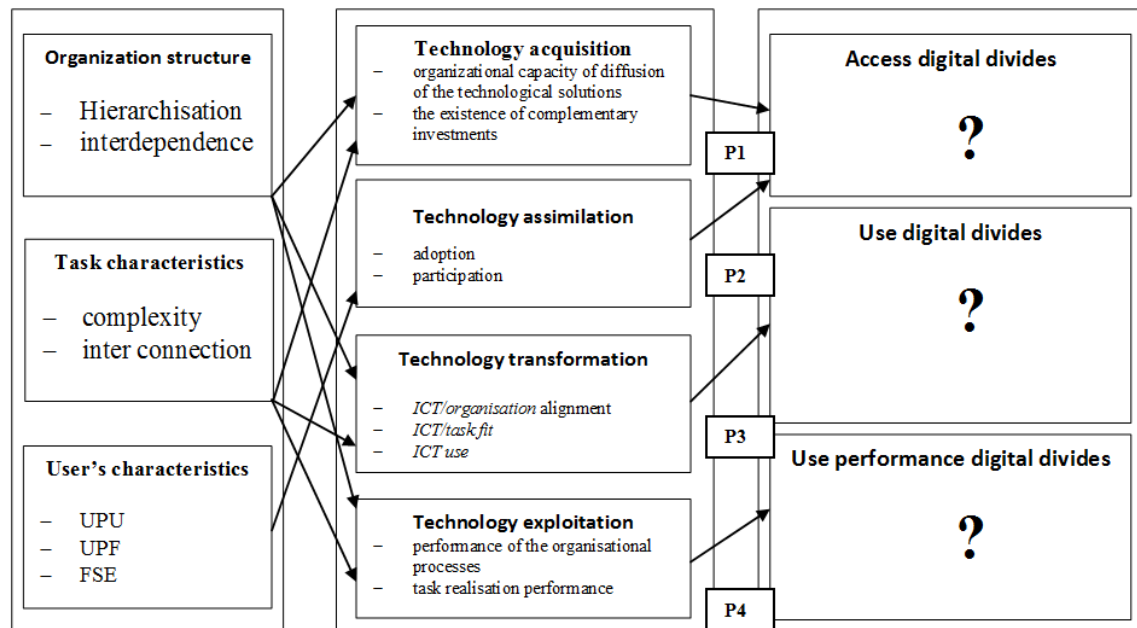 Organization structure
– Hierarchisation
– interdependence
Task characteristics
– complexity
– inter connection
User's characteristics
– UPU
– UPF
– FSE
Technology acquisition
– organizational capacity of diffusion
of the technological solutions
– the existence of complementary
investments
Technology assimilation
– adoption
– participation
Technology transformation
– ICT/organisation alignment
– ICT/task fit
– ICT use
Technology exploitation
– performance of the organisational
processes
– task realisation performance
P1
P2
P3
P4
Access digital divides
?
Use digital divides
?
Use performance digital divides
?